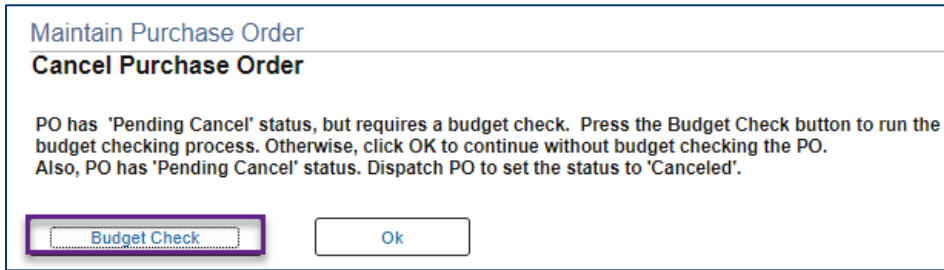 Maintain Purchase Order
Cancel Purchase Order
PO has 'Pending Cancel' status, but requires a budget check. Press the Budget Check button to run the
budget checking process. Otherwise, click OK to continue without budget checking the PO.
Also, PO has 'Pending Cancel' status. Dispatch PO to set the status to 'Canceled'.
Budget Check Ok